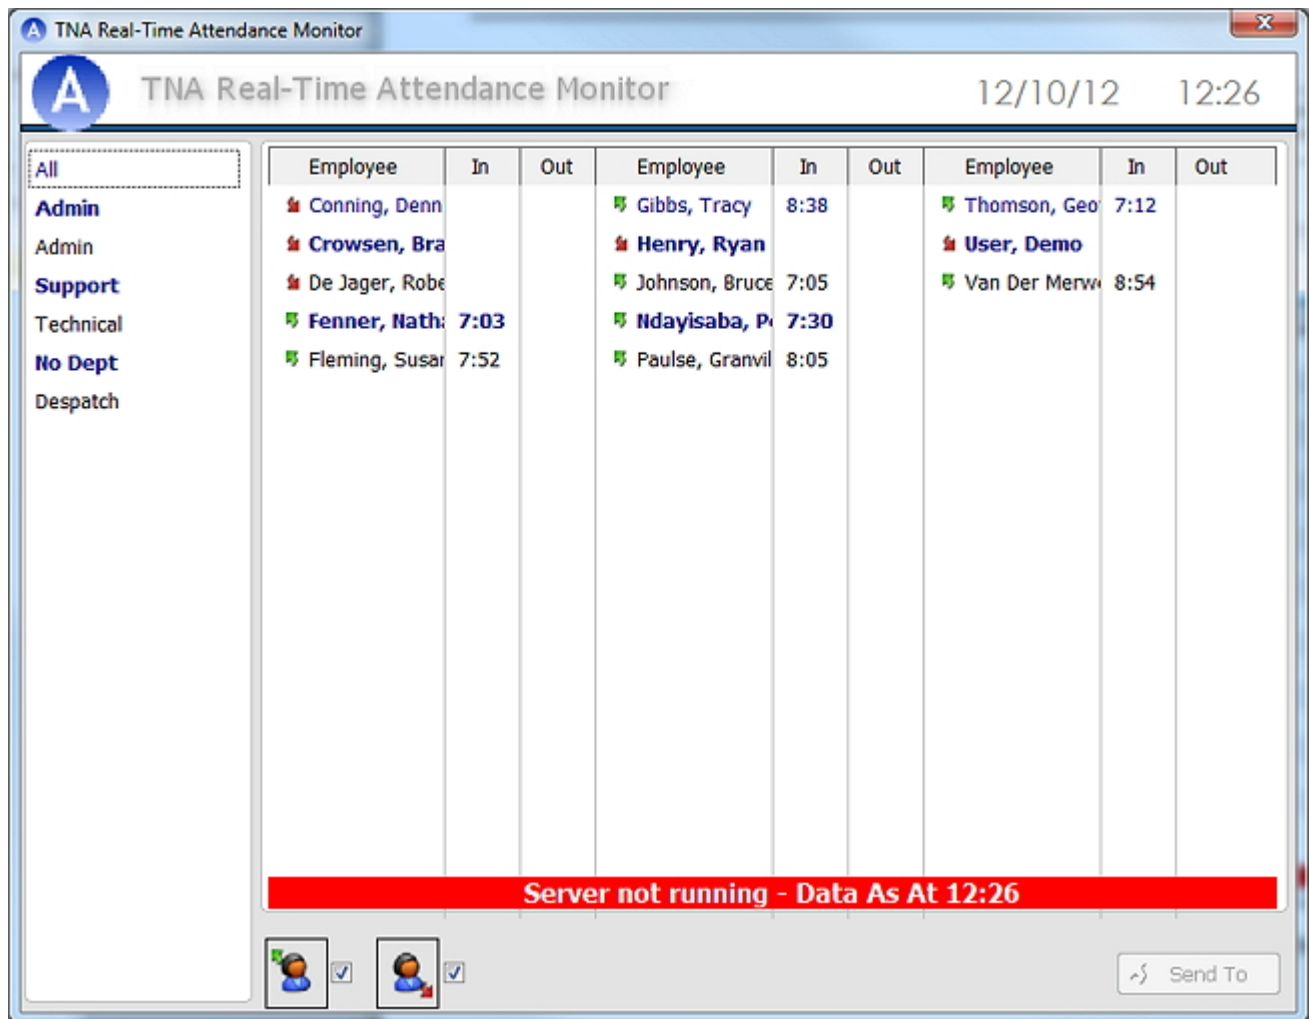 TNA Real-Time Attendance Monitor
TNA Real-Time Attendance Monitor 12/10/12 12:26
All
Admin
Admin
Support
Technical
No Dept
Despatch
Employee In Out Employee In Out Employee In Out
Conning, Denn Gibbs, Tracy 8:38 Thomson, Geo 7:12
Crowsen, Bra Henry, Ryan User, Demo
De Jager, Robe Johnson, Bruce 7:05 Van Der Merw 8:54
Fenner, Nath 7:03 Ndayisaba, P 7:30
Fleming, Susan 7:52 Paulse, Granvil 8:05
Server not running - Data As At 12:26
Send To